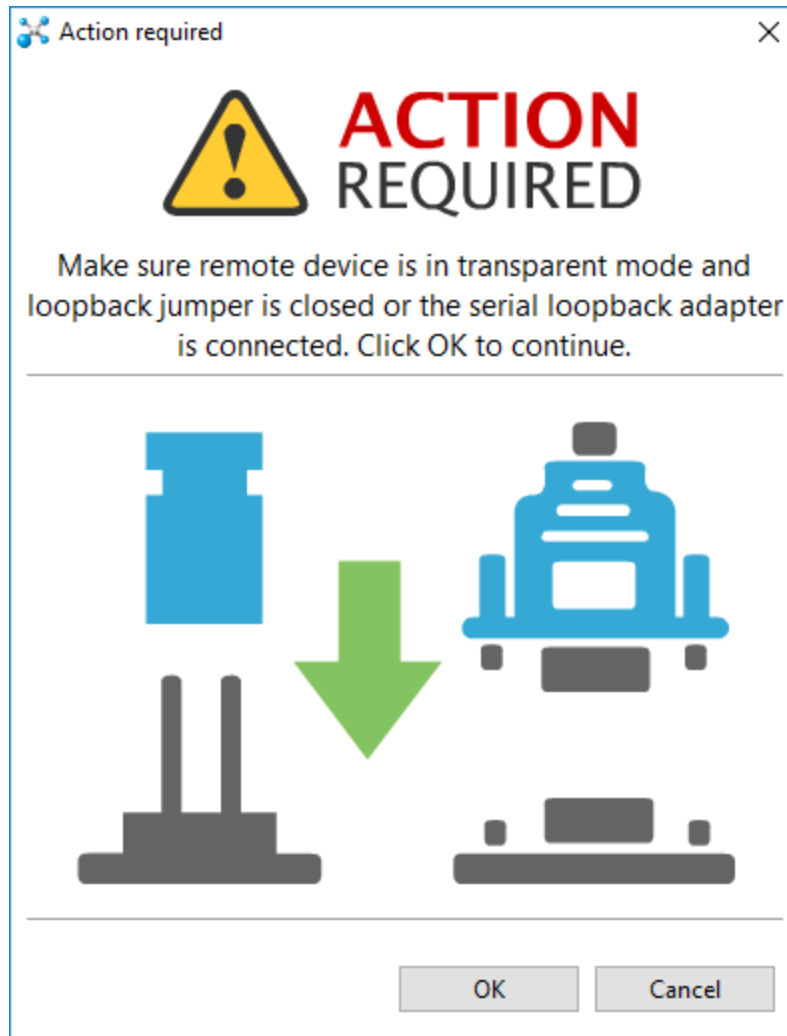 Action required
ACTION
REQUIRED
Make sure remote device is in transparent mode and
loopback jumper is closed or the serial loopback adapter
is connected. Click OK to continue.
OK
Cancel